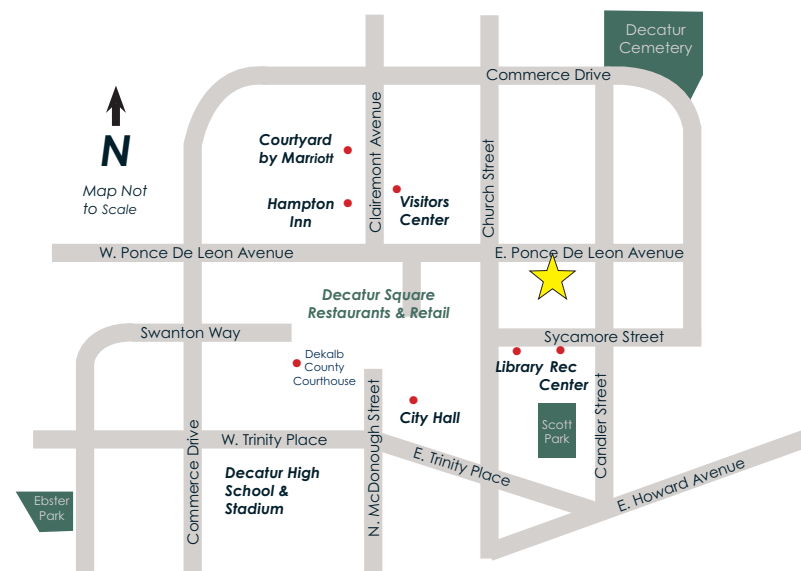 Decatur
Cemetery
Commerce Drive
N
Map Not
to Scale
Courtyard
by Marriott
Clairemont Avenue
Church Street
Hampton
Inn
Visitors
Center
W. Ponce De Leon Avenue
E. Ponce De Leon Avenue
Decatur Square
Restaurants & Retail
Swanton Way
Sycamore Street
Dekalb
County
Courthouse
Library
Rec
Center
City Hall
Scott
Park
Candler Street
N. McDonough Street
Commerce Drive
W. Trinity Place
E. Trinity Place
Decatur High
School &
Stadium
E. Howard Avenue
Ebster
Park